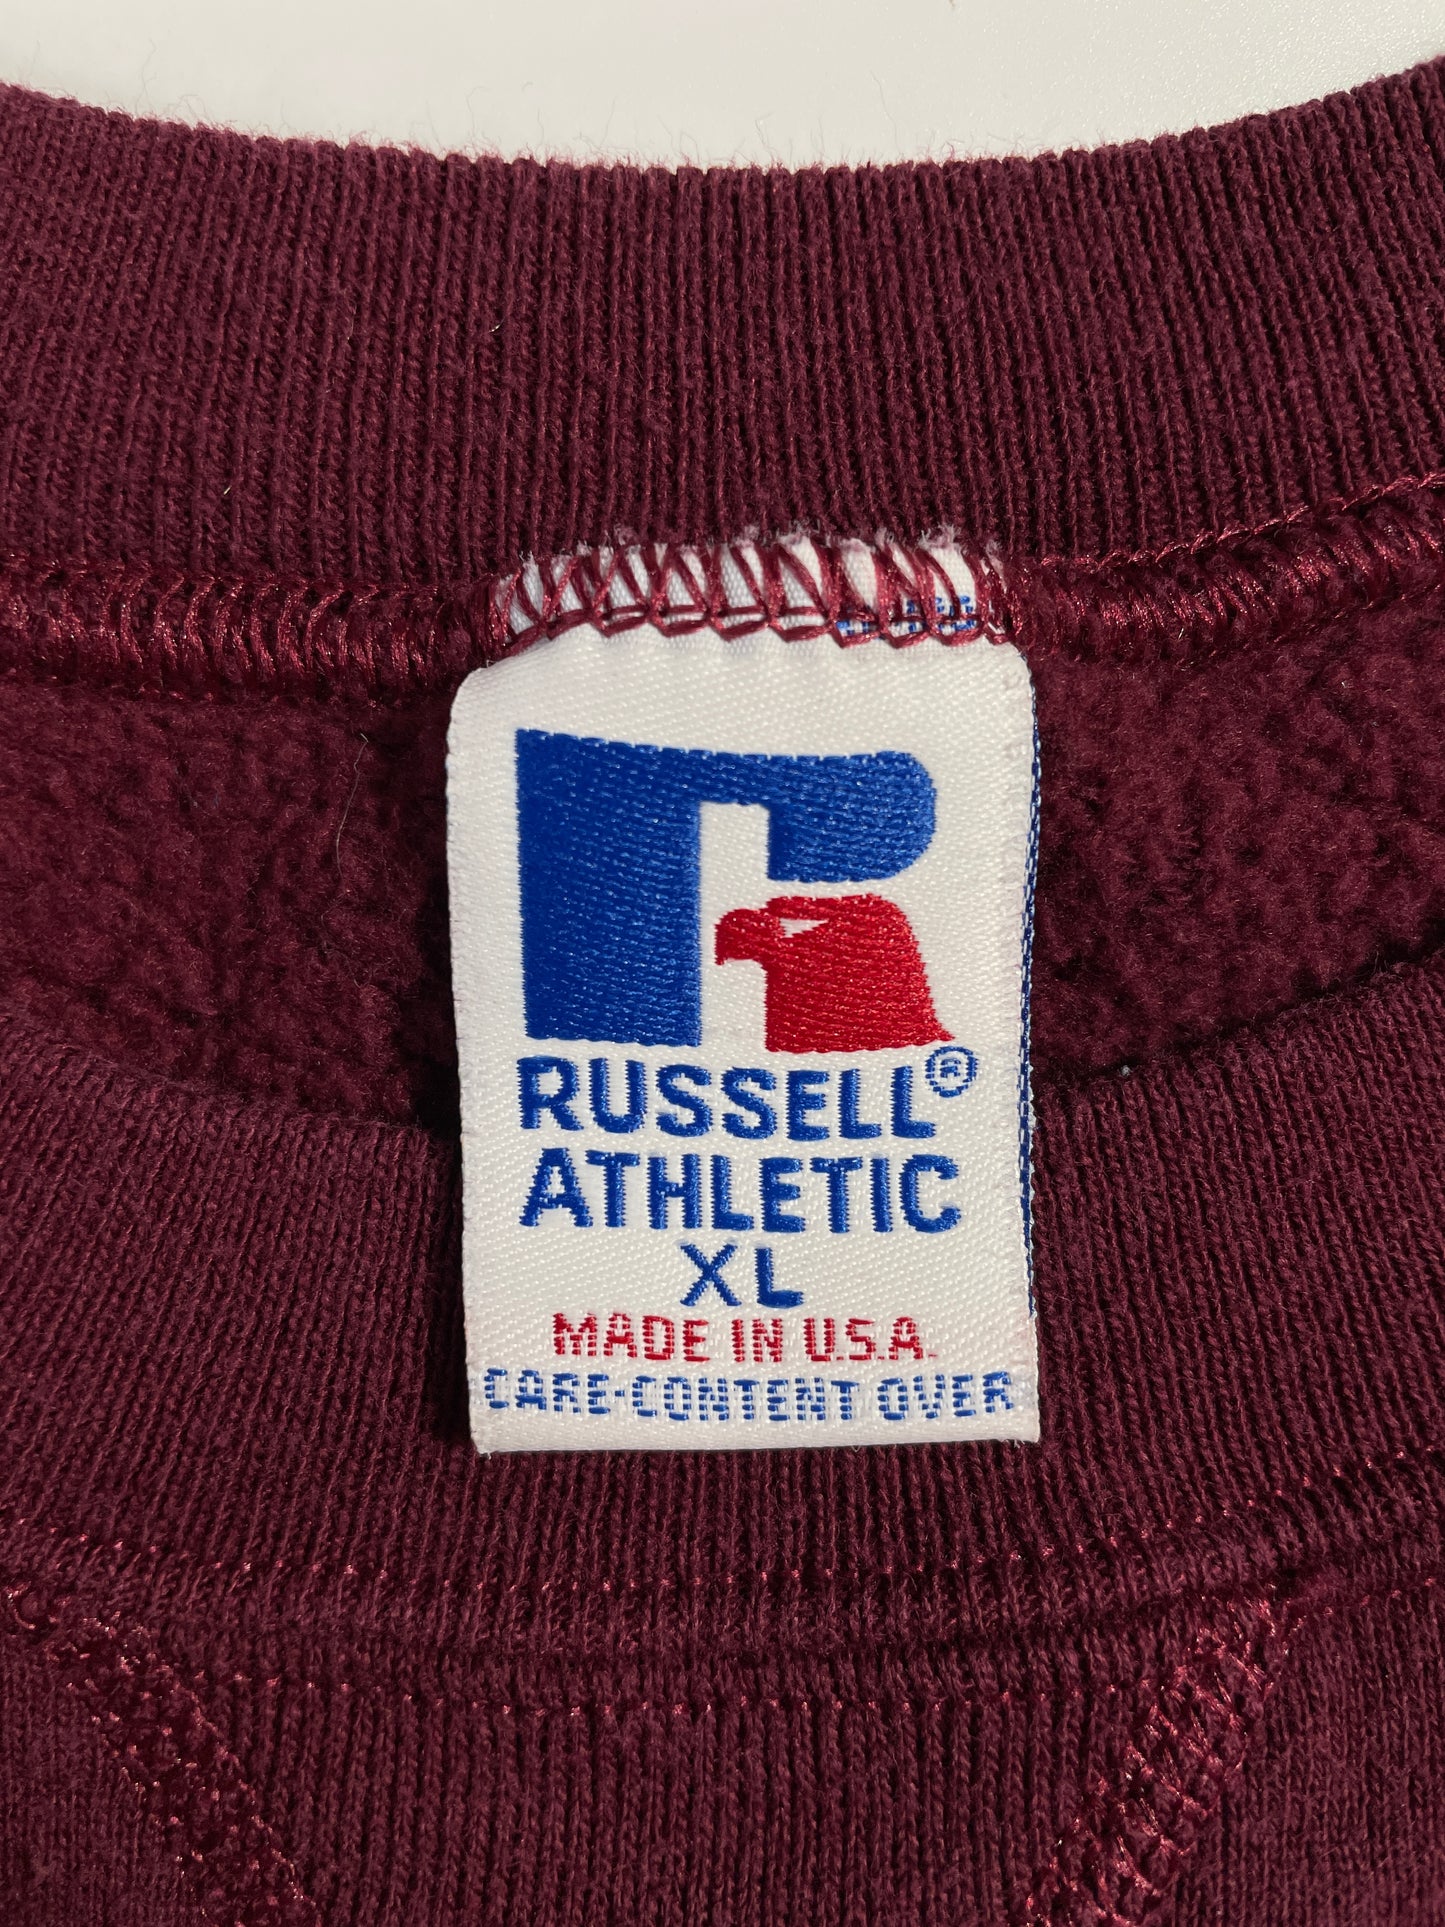 RUSSELL®
ATHLETIC
XL
MADE IN U.S.A.
CARE-CONTENT OVER